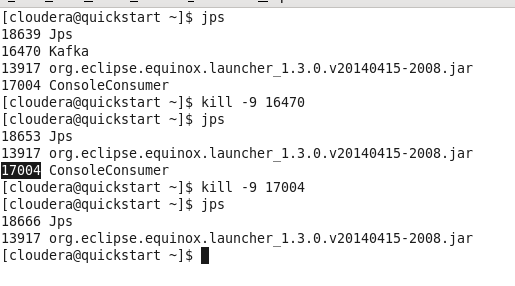 [cloudera@quickstart ~]$ jps
18639 Jps
16470 Kafka
13917 org.eclipse.equinox.launcher_1.3.0.v20140415-2008.jar
17004 ConsoleConsumer
[cloudera@quickstart ~]$ kill -9 16470
[cloudera@quickstart ~]$ jps
18653 Jps
13917 org.eclipse.equinox.launcher_1.3.0.v20140415-2008.jar
17004 ConsoleConsumer
[cloudera@quickstart ~]$ kill -9 17004
[cloudera@quickstart ~]$ jps
18666 Jps
13917 org.eclipse.equinox.launcher_1.3.0.v20140415-2008.jar
[cloudera@quickstart ~]$